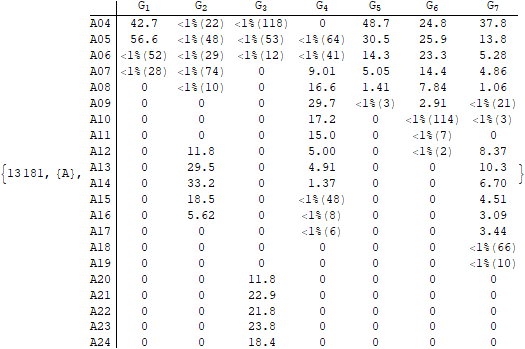 G1 G2 G3 G4 G5 G6 G7
A04 42.7 <1%(22) <1%(118) 0 48.7 24.8 37.8
A05 56.6 <1%(48) <1%(53) <1%(64) 30.5 25.9 13.8
A06 <1%(52) <1%(29) <1%(12) <1%(41) 14.3 23.3 5.28
A07 <1%(28) <1%(74) 0 9.01 5.05 14.4 4.86
A08 0 <1%(10) 0 16.6 1.41 7.84 1.06
A09 0 0 0 29.7 <1%(3) 2.91 <1%(21)
A10 0 0 0 17.2 0 <1%(114) <1%(3)
A11 0 0 0 15.0 0 <1%(7) 0
A12 0 11.8 0 5.00 0 <1%(2) 8.37
{13181, {A}, A13 0 29.5 0 4.91 0 0 10.3 }
A14 0 33.2 0 1.37 0 0 6.70
A15 0 18.5 0 <1%(48) 0 0 4.51
A16 0 5.62 0 <1%(8) 0 0 3.09
A17 0 0 0 <1%(6) 0 0 3.44
A18 0 0 0 0 0 0 <1%(66)
A19 0 0 0 0 0 0 <1%(10)
A20 0 0 11.8 0 0 0 0
A21 0 0 22.9 0 0 0 0
A22 0 0 21.8 0 0 0 0
A23 0 0 23.8 0 0 0 0
A24 0 0 18.4 0 0 0 0